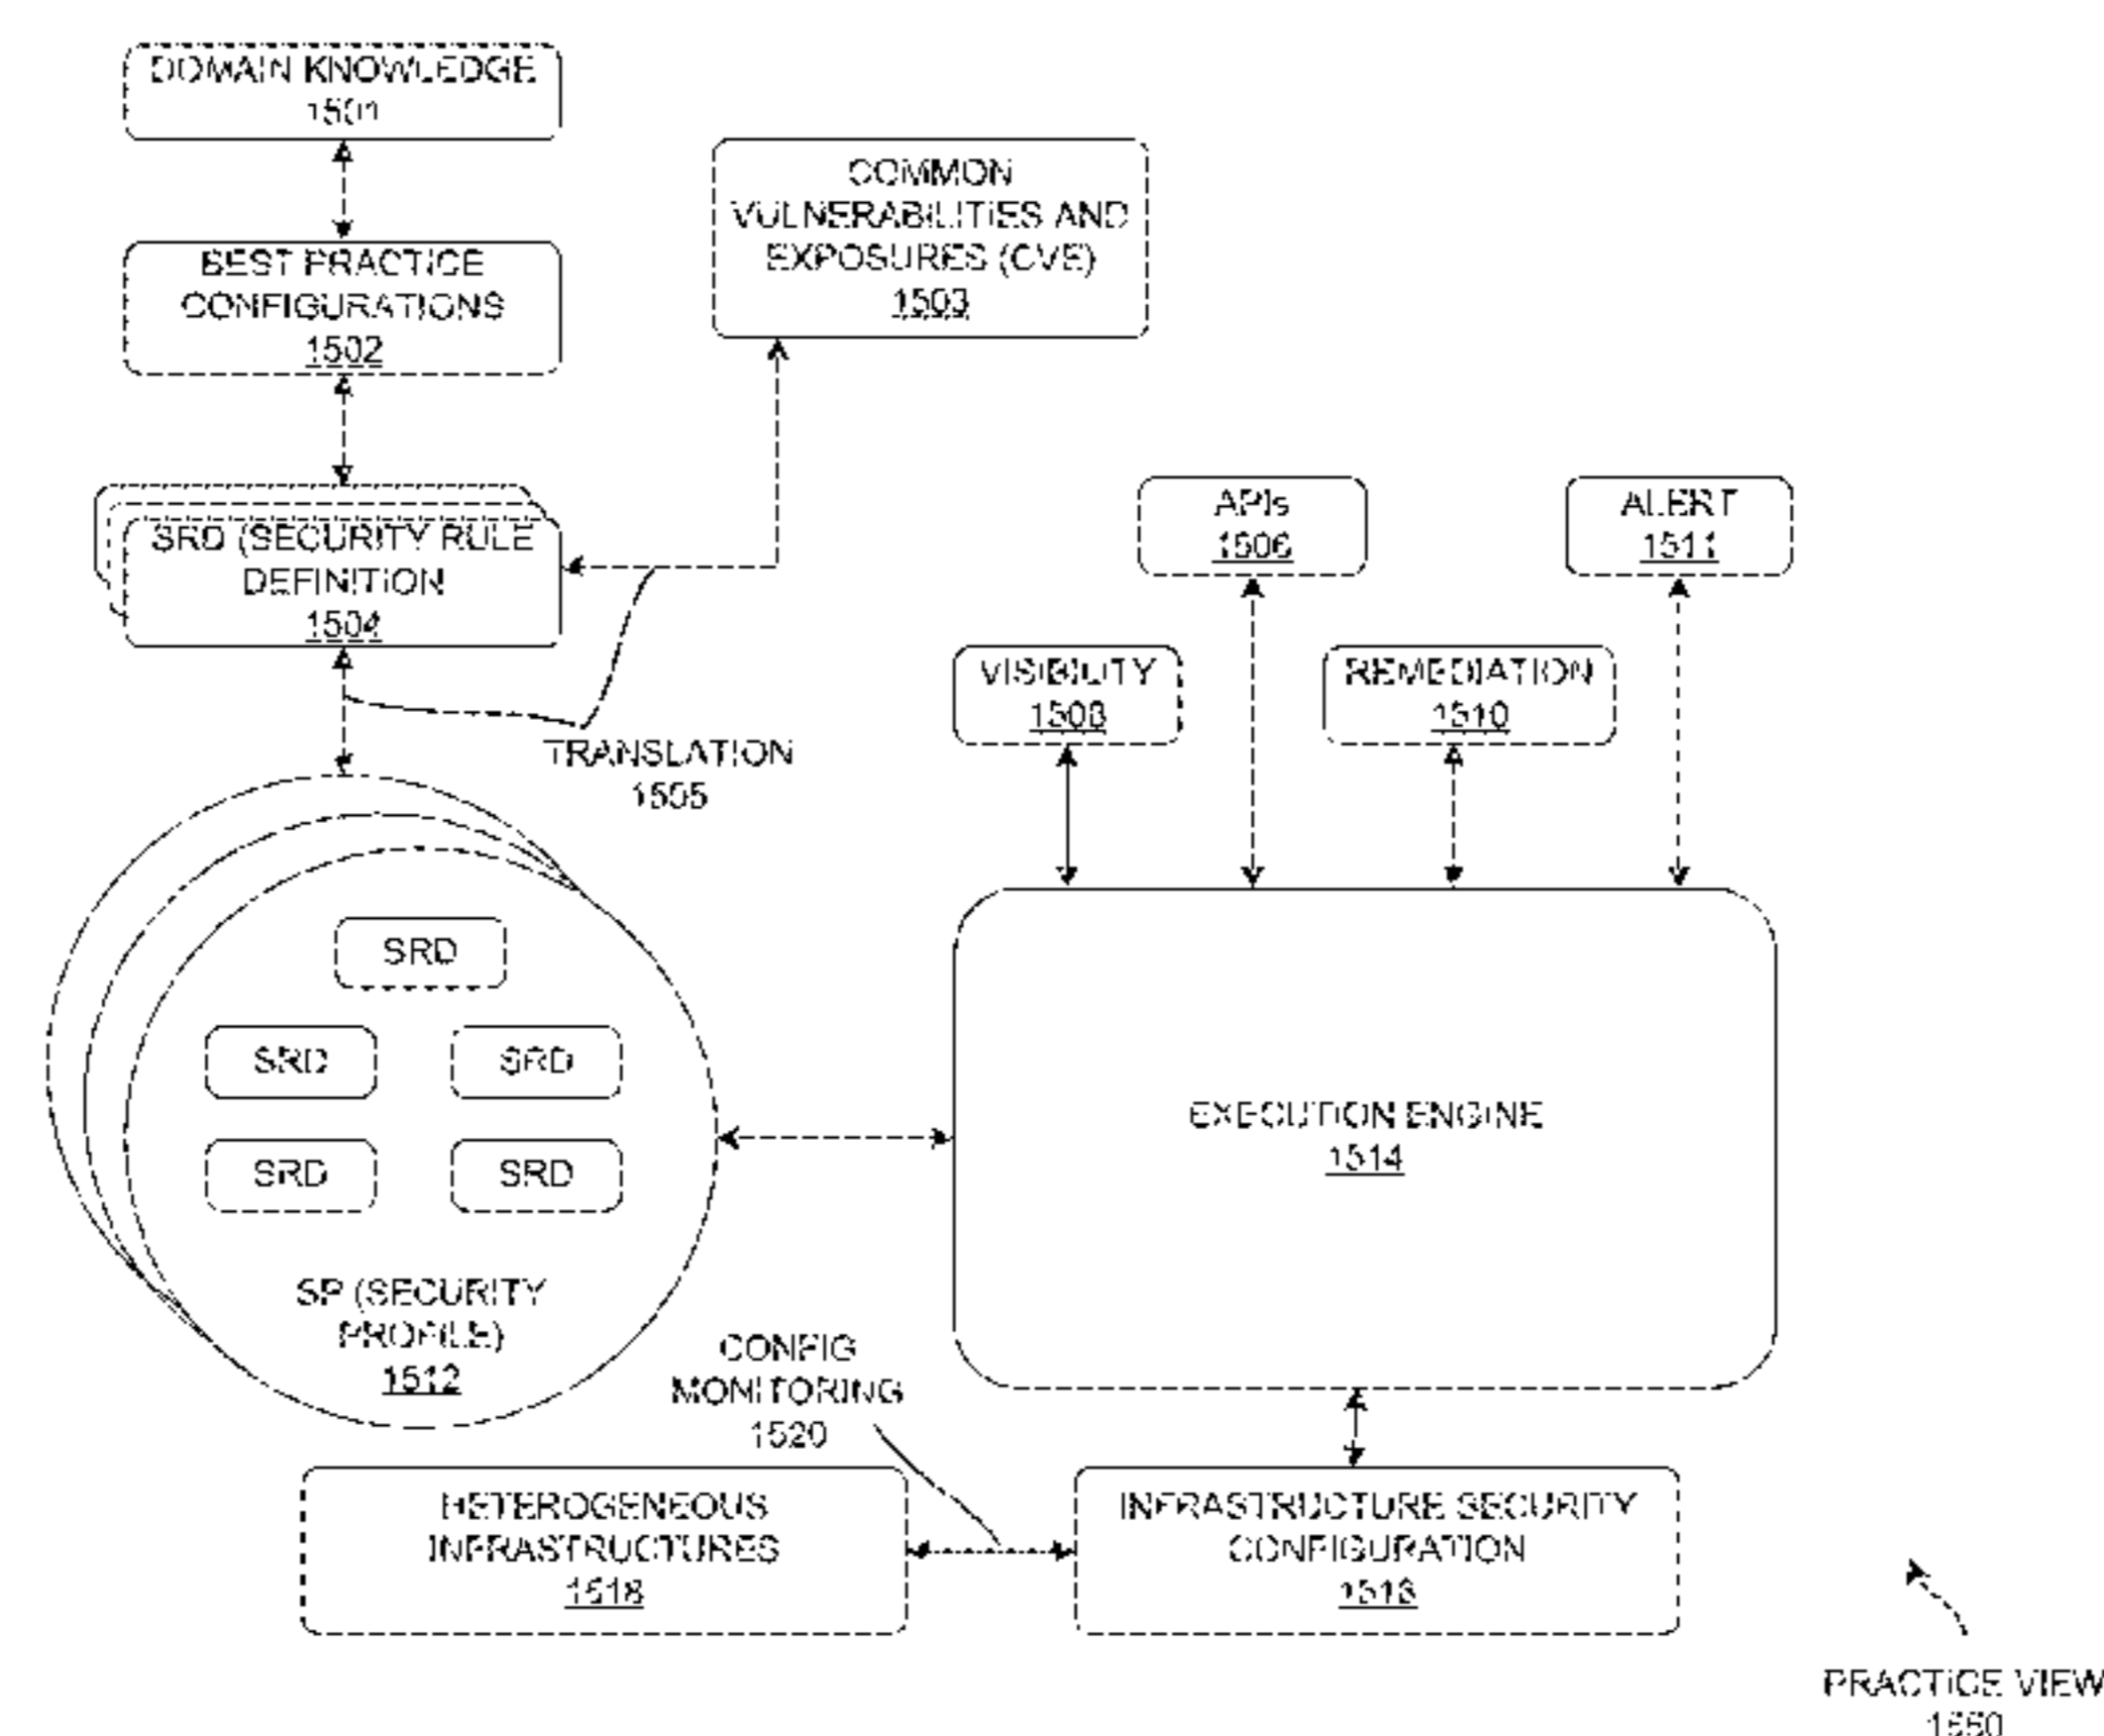 DOMAIN KNOWLEDGE
1501
COMMON
VULNERABILITIES AND
EXPOSURES (CVE)
1503
BEST PRACTICE
CONFIGURATIONS
1502
SRD (SECURITY RULE
DEFINITION
1504
APIs
1506
ALERT
1511
VISIBILITY
1508
REMEDIATION
1510
TRANSLATION
1505
SRD
SRD
SRD
SRD
SRD
SP (SECURITY
PROFILE)
1512
EXECUTION ENGINE
1514
CONFIG
MONITORING
1520
HETEROGENEOUS
INFRASTRUCTURES
1518
INFRASTRUCTURE SECURITY
CONFIGURATION
PRACTICE VIEW